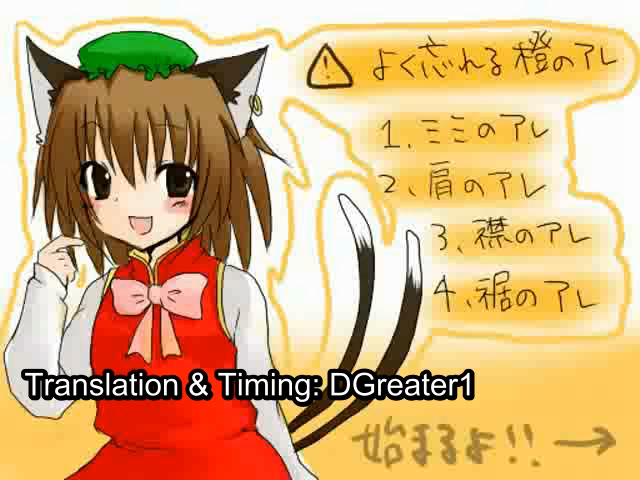 よく忘れる橙のアレ
1、ミミのアレ
2、肩のアレ
3、襟のアレ
4、裾のアレ
Translation & Timing: DGreater1
始まるよ!! →